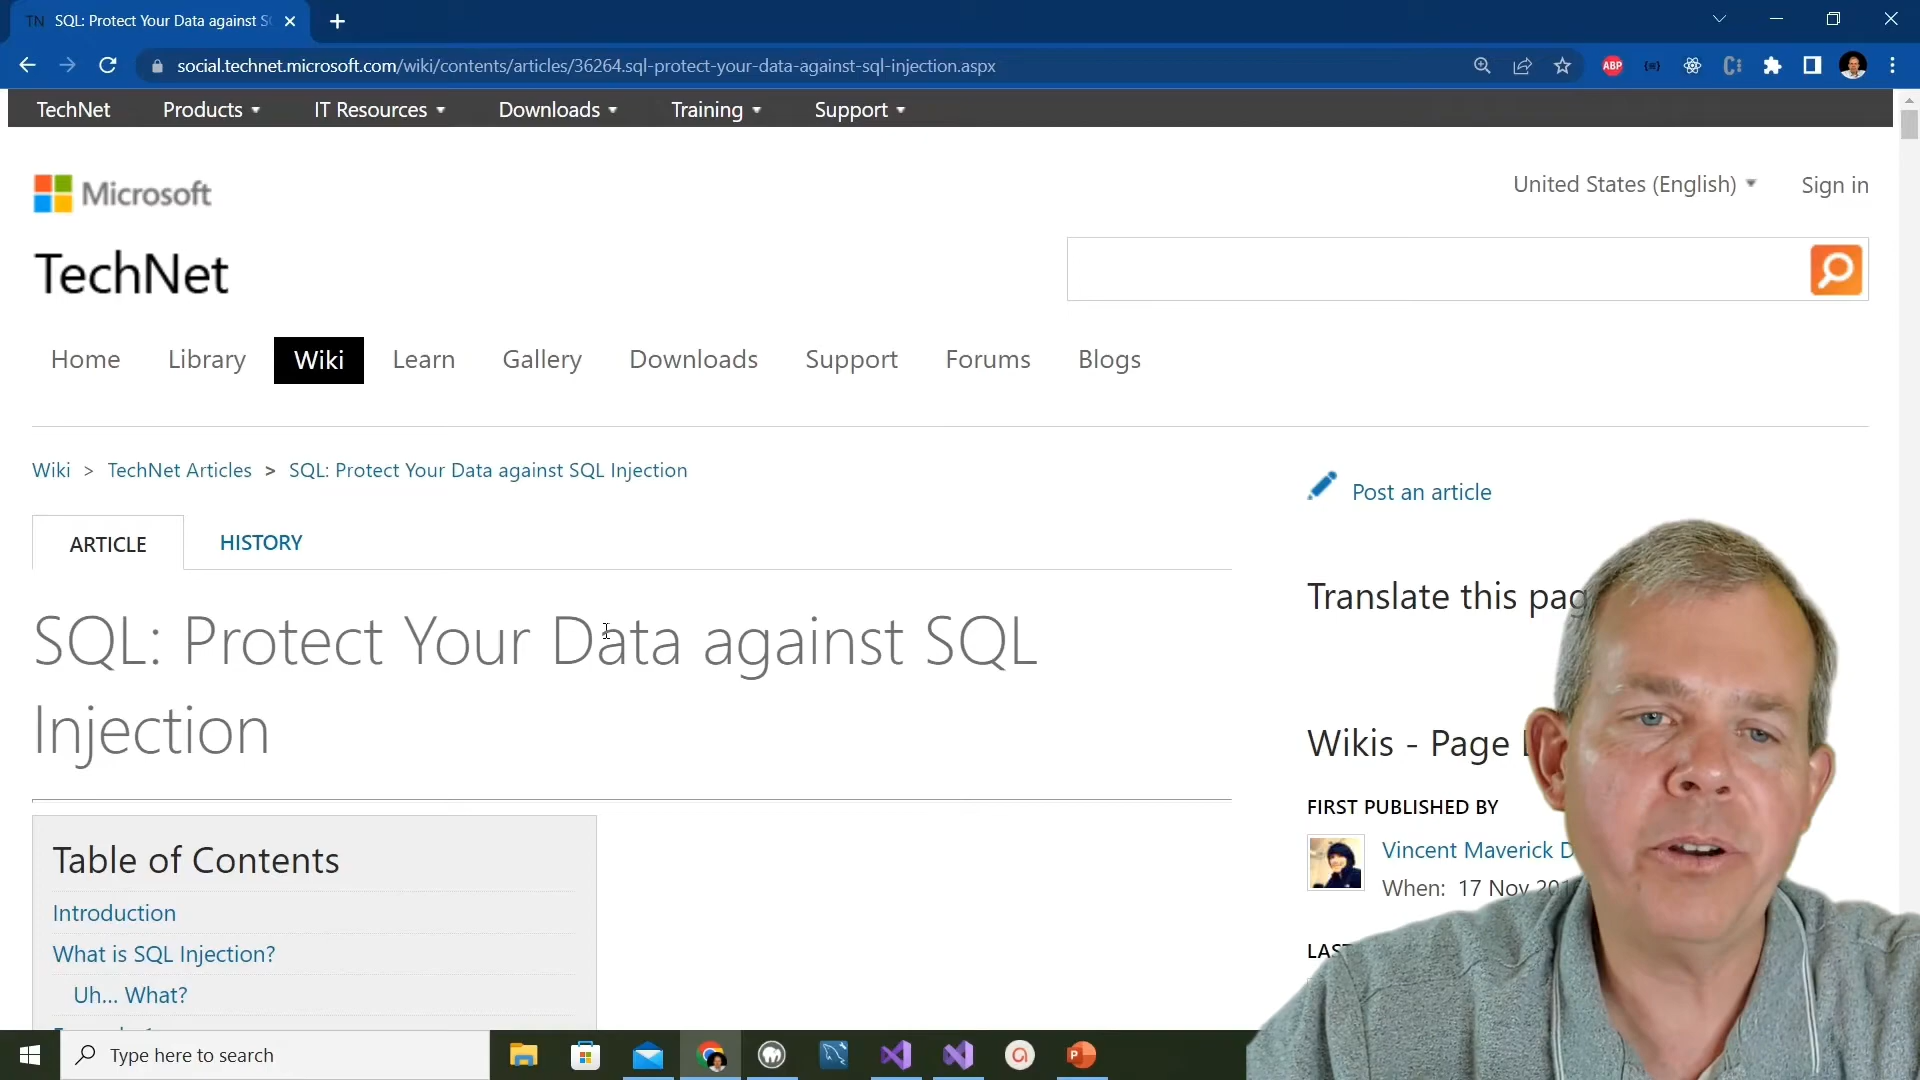 TN SQL: Protect Your Data against S
social.technet.microsoft.com/wiki/contents/articles/36264.sql-protect-your-data-against-sql-injection.aspx
ABP
TechNet Products IT Resources Downloads Training Support
Microsoft
United States (English) Sign in
TechNet
Home Library Wiki Learn Gallery Downloads Support Forums Blogs
Wiki > TechNet Articles > SQL: Protect Your Data against SQL Injection
Post an article
ARTICLE HISTORY
Translate this pag
SQL: Protect Your Data against SQL
Injection
Wikis - Page
FIRST PUBLISHED BY
Vincent Maverick D
When: 17 Nov 201
Table of Contents
Introduction
What is SQL Injection?
LAS
Uh... What?
Type here to search